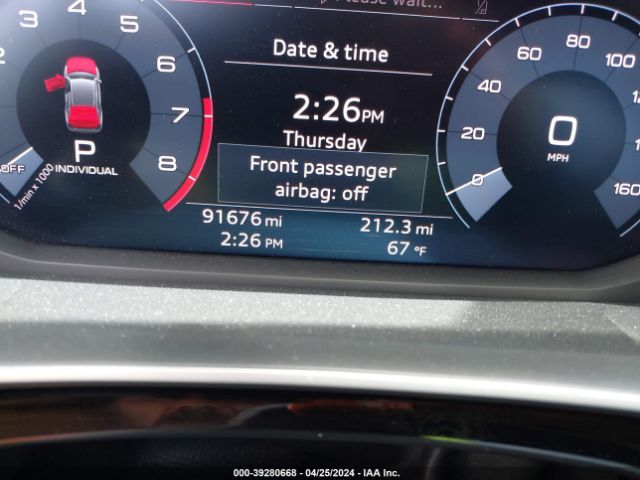 Please wait...
Date & time
2:26PM
Thursday
Front passenger
airbag: off
91676 mi
212.3 mi
2:26 PM
67 °F
4
5
6
7
8
2
OFF
1/min x 1000
P
INDIVIDUAL
0
20
40
60
80
100
160
0
MPH
000-39280668 - 04/25/2024 - IAA Inc.